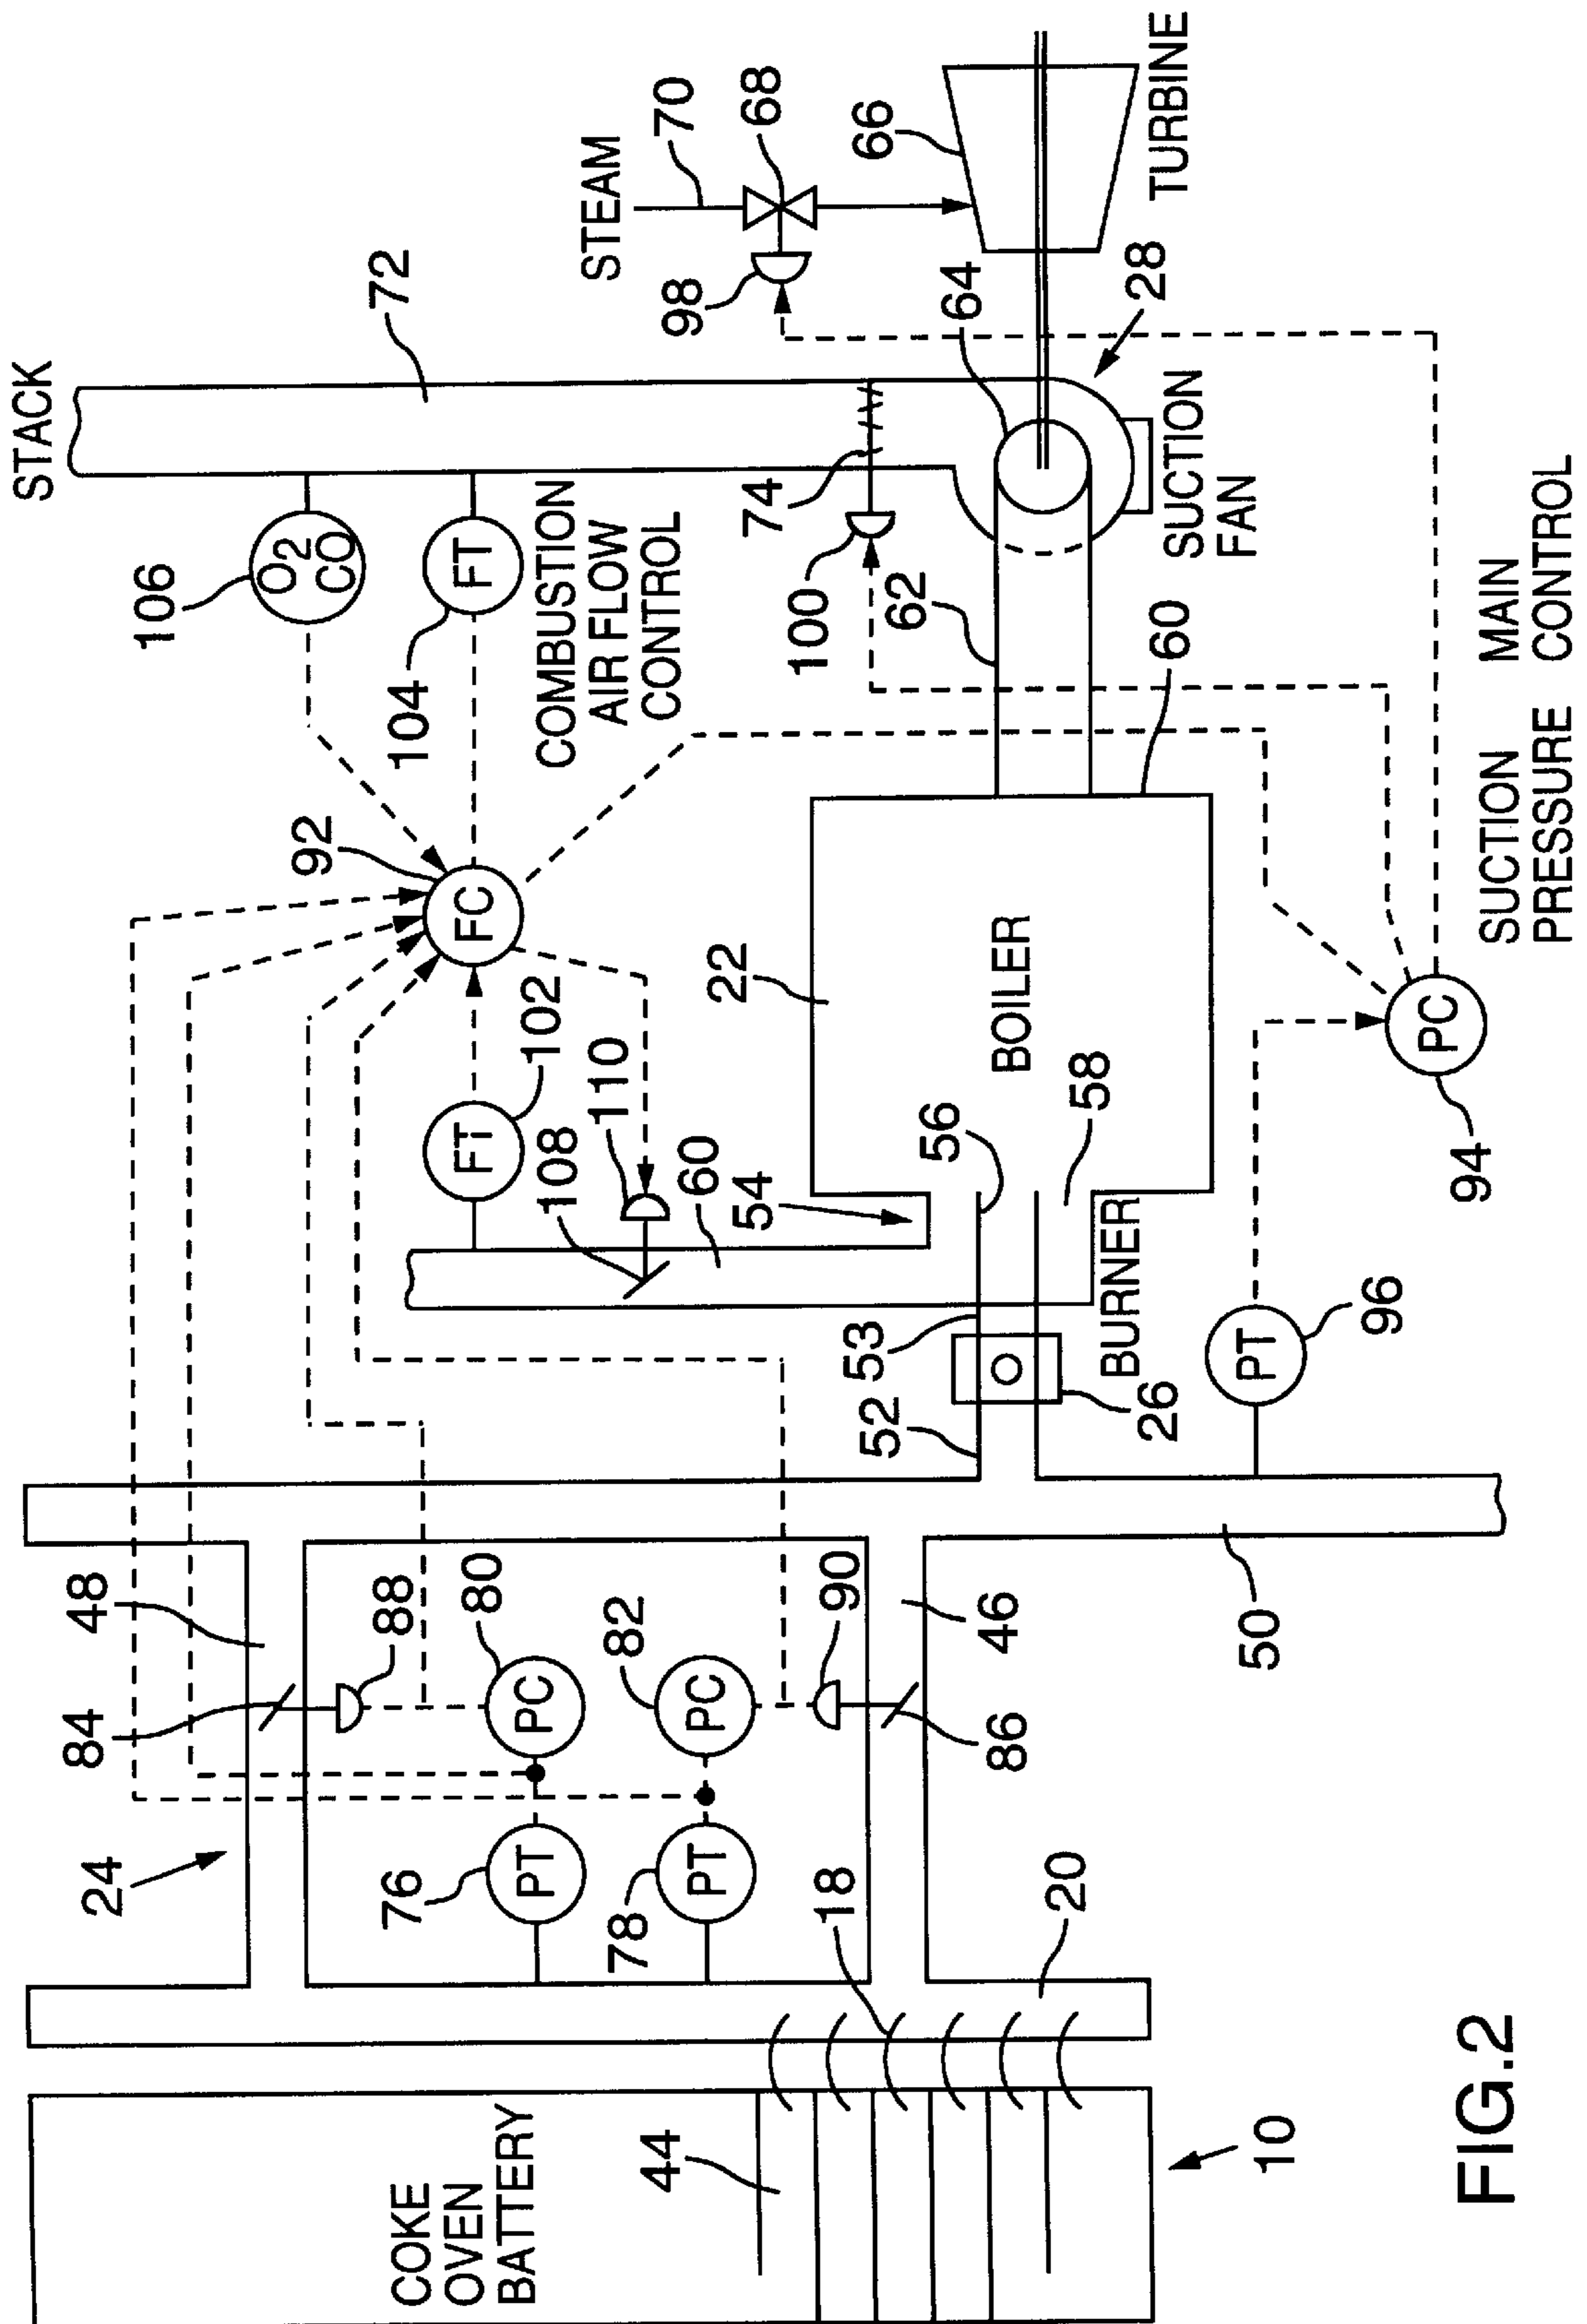 STACK
72
STEAM
70
68
98
66
TURBINE
106
O2
CO
104
FT
COMBUSTION
AIR FLOW
CONTROL
74
100
62
64
28
SUCTION
FAN
92
FC
102
FT
110
108
60
54
22
BOILER
56
58
60
BURNER
53
52
26
PT
96
PC
94
SUCTION MAIN
PRESSURE CONTROL
48
84
88
80
PC
82
PC
90
46
86
50
24
76
PT
78
PT
18
20
COKE
OVEN
BATTERY
44
10
FIG.2